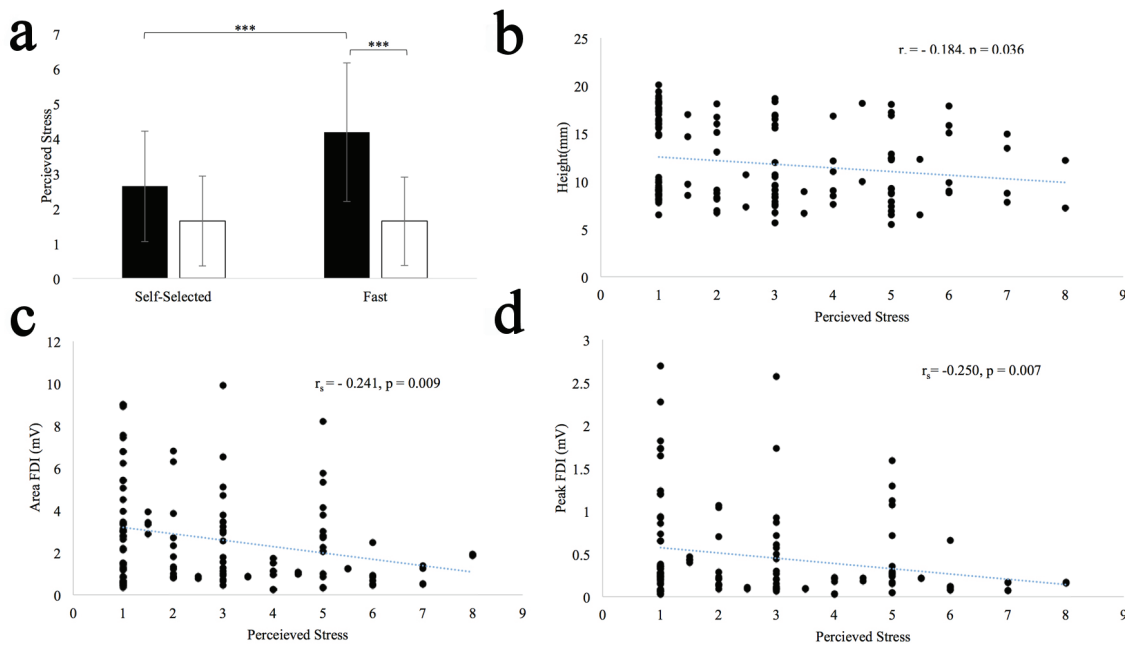 a
***
***
7
6
5
4
3
2
1
0
Percieved Stress
Self-Selected
Fast
b
r = - 0.184, p = 0.036
25
20
15
10
5
0
Height(mm)
0 1 2 3 4 5 6 7 8 9
Percieved Stress
c
rs = - 0.241, p = 0.009
12
10
8
6
4
2
0
Area FDI (mV)
0 1 2 3 4 5 6 7 8 9
Perceieved Stress
d
rs= -0.250, p = 0.007
3
2.5
2
1.5
1
0.5
0
Peak FDI (mV)
0 1 2 3 4 5 6 7 8 9
Percieved Stress